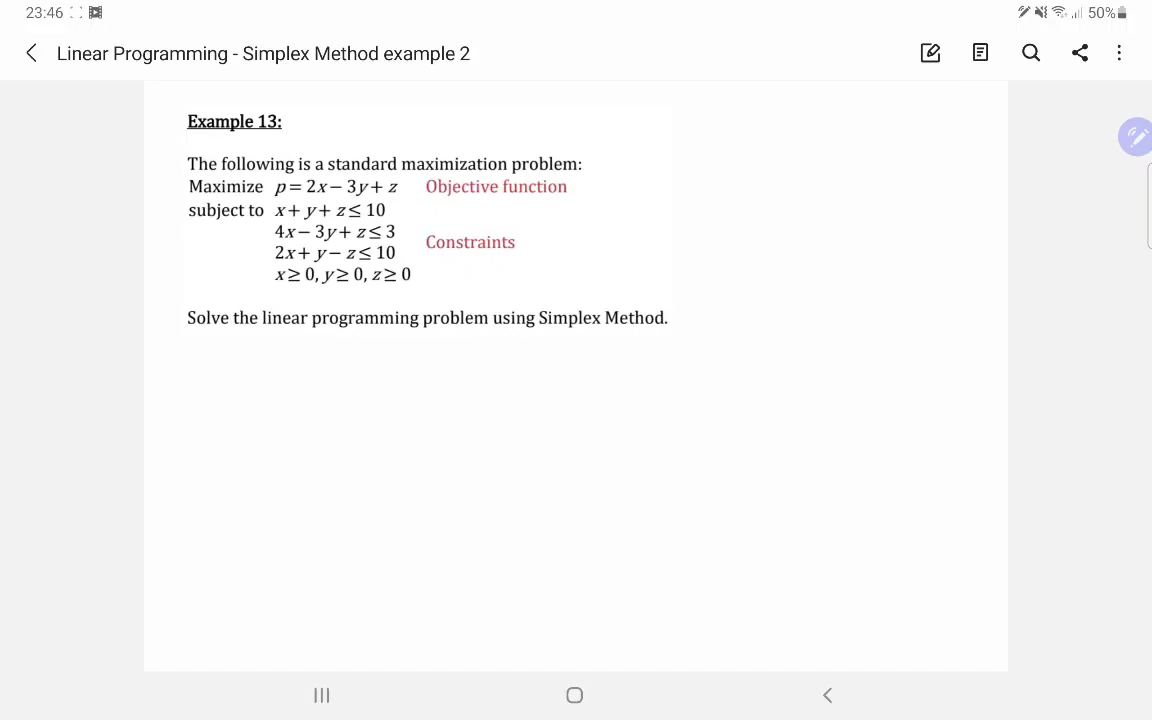 23:46
50%
Linear Programming - Simplex Method example 2
Example 13:
The following is a standard maximization problem:
Maximize p = 2x − 3y + z Objective function
subject to x + y + z ≤ 10
4x − 3y + z ≤ 3
Constraints
2x + y − z ≤ 10
x ≥ 0, y ≥ 0, z ≥ 0
Solve the linear programming problem using Simplex Method.